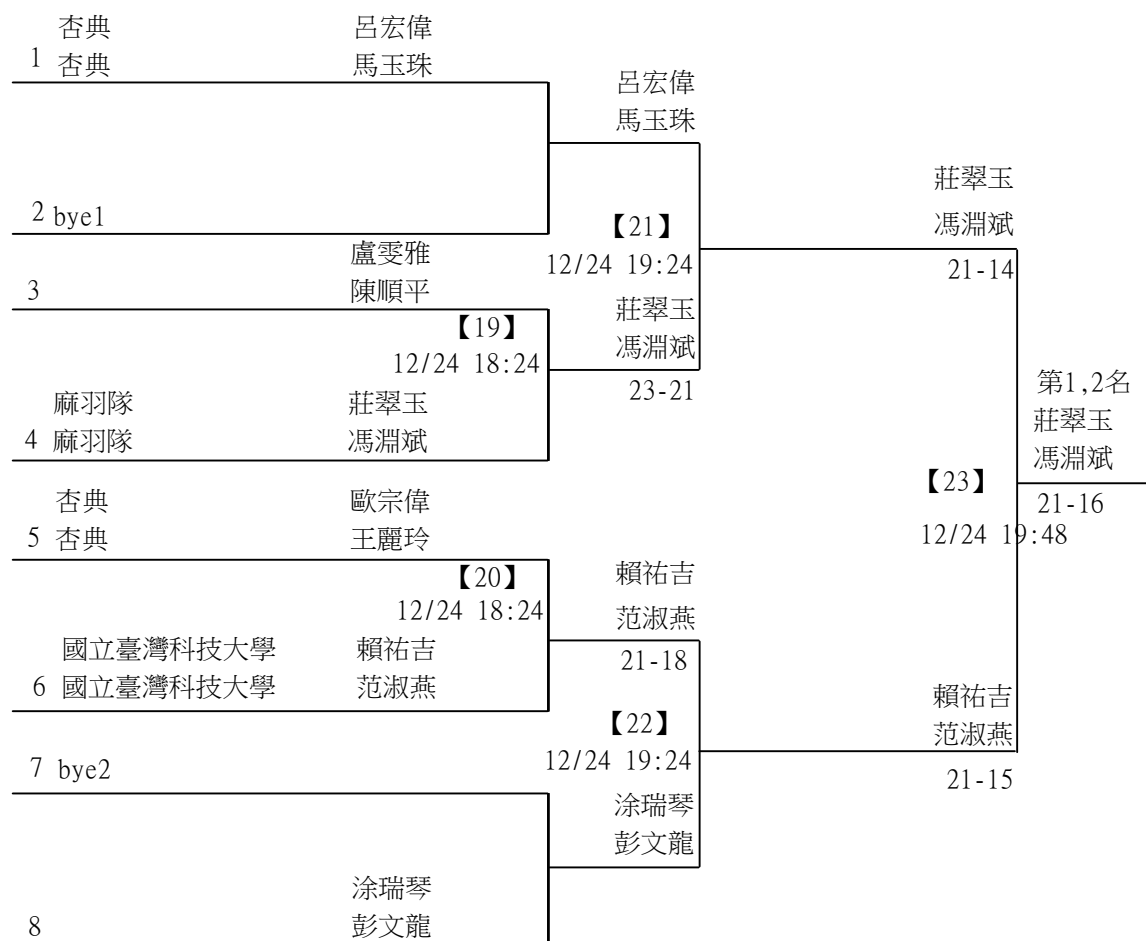 杏典 呂宏偉
1 杏典 馬玉珠
呂宏偉
馬玉珠
莊翠玉
馮淵斌
21-14
2 bye1
【21】
12/24 19:24
盧雯雅
3 陳順平
【19】
12/24 18:24
莊翠玉
馮淵斌
23-21
麻羽隊 莊翠玉
4 麻羽隊 馮淵斌
第1,2名
莊翠玉
馮淵斌
21-16
【23】
12/24 19:48
杏典 歐宗偉
5 杏典 王麗玲
【20】
12/24 18:24
賴祐吉
范淑燕
21-18
國立臺灣科技大學 賴祐吉
6 國立臺灣科技大學 范淑燕
【22】
12/24 19:24
賴祐吉
范淑燕
21-15
7 bye2
涂瑞琴
彭文龍
涂瑞琴
8 彭文龍